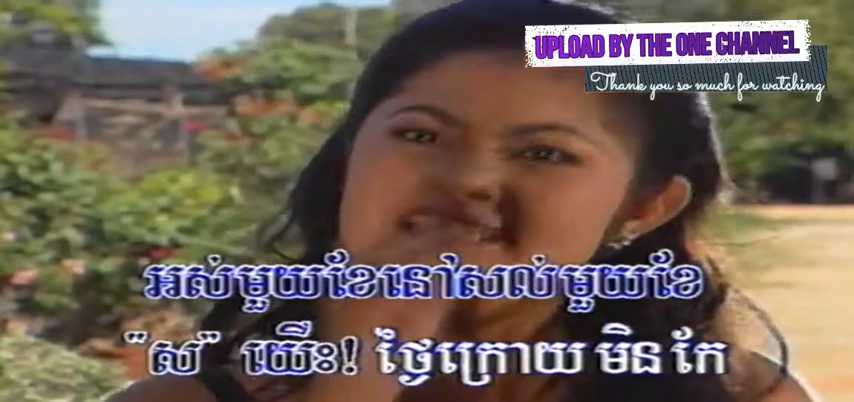 UPLOAD BY THE ONE CHANNEL
Thank you so much for watching
អស់មួយខែនៅសល់មួយខែ
"ស" យើះ! ថ្ងៃក្រោយ មិន កែ